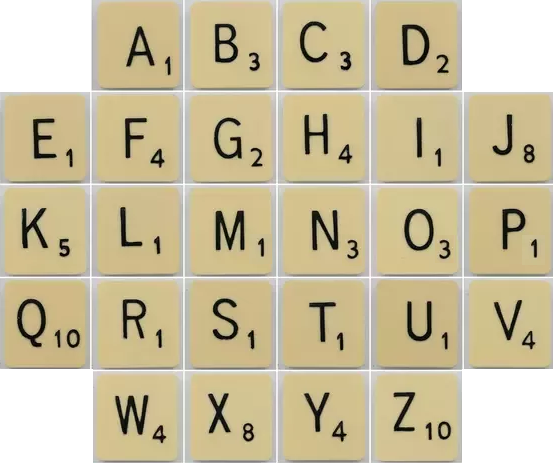 A1 B3 C3 D2
E1 F4 G2 H4 I1 J8
K5 L1 M1 N3 O3 P1
Q10 R1 S1 T1 U1 V4
W4 X8 Y4 Z10